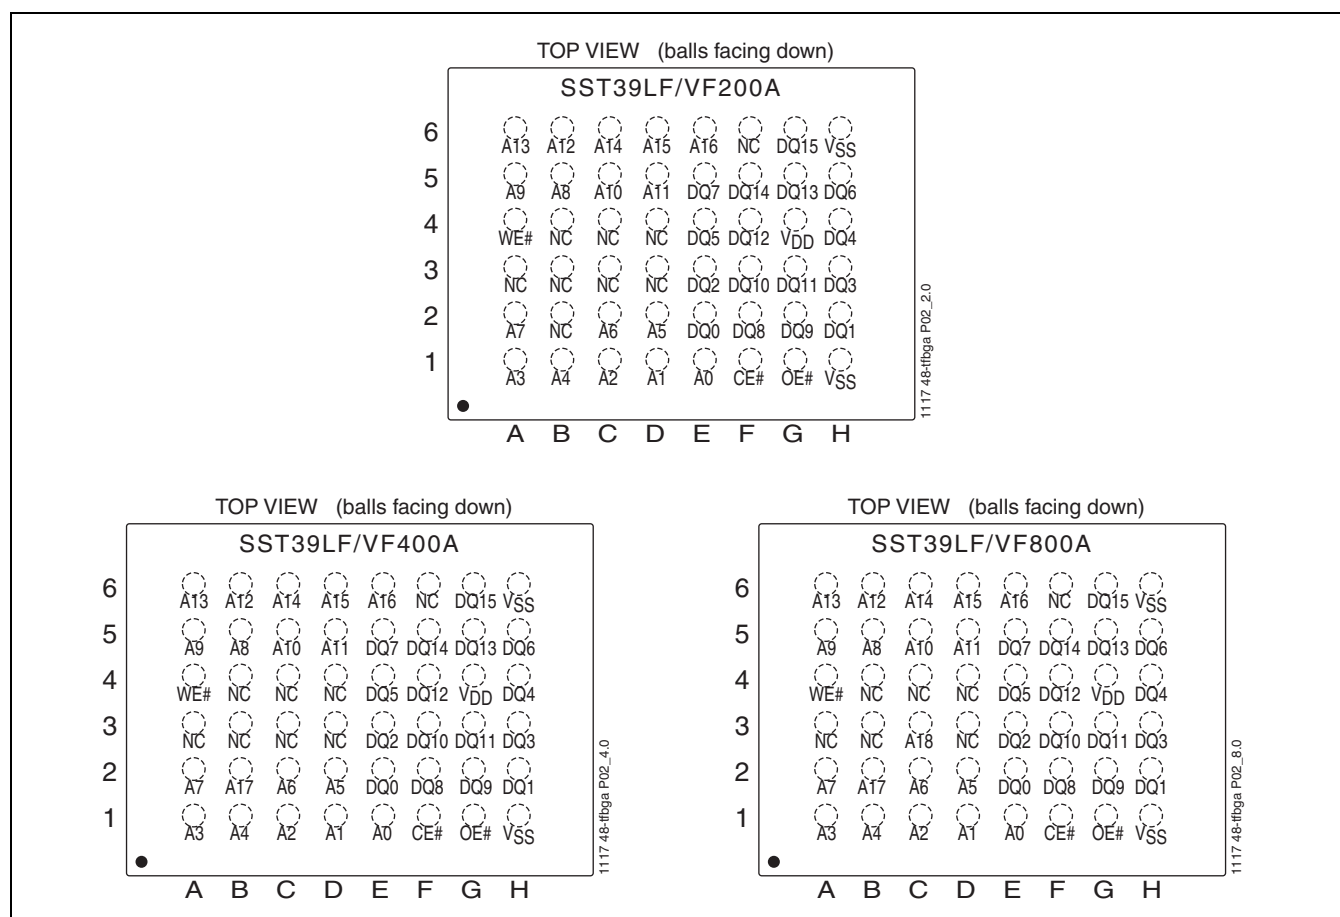 TOP VIEW (balls facing down)
SST39LF/VF200A
6 A13 A12 A14 A15 A16 NC DQ15 VSS
5 A9 A8 A10 A11 DQ7 DQ14 DQ13 DQ6
4 WE# NC NC NC DQ5 DQ12 VDD DQ4
3 NC NC NC NC DQ2 DQ10 DQ11 DQ3
2 A7 NC A6 A5 DQ0 DQ8 DQ9 DQ1
1 A3 A4 A2 A1 A0 CE# OE# VSS
A B C D E F G H
1117 48-tfbga P02_2.0
TOP VIEW (balls facing down)
SST39LF/VF400A
6 A13 A12 A14 A15 A16 NC DQ15 VSS
5 A9 A8 A10 A11 DQ7 DQ14 DQ13 DQ6
4 WE# NC NC NC DQ5 DQ12 VDD DQ4
3 NC NC NC NC DQ2 DQ10 DQ11 DQ3
2 A7 A17 A6 A5 DQ0 DQ8 DQ9 DQ1
1 A3 A4 A2 A1 A0 CE# OE# VSS
A B C D E F G H
1117 48-tfbga P02_4.0
TOP VIEW (balls facing down)
SST39LF/VF800A
6 A13 A12 A14 A15 A16 NC DQ15 VSS
5 A9 A8 A10 A11 DQ7 DQ14 DQ13 DQ6
4 WE# NC NC NC DQ5 DQ12 VDD DQ4
3 NC NC A18 NC DQ2 DQ10 DQ11 DQ3
2 A7 A17 A6 A5 DQ0 DQ8 DQ9 DQ1
1 A3 A4 A2 A1 A0 CE# OE# VSS
A B C D E F G H
1117 48-tfbga P02_8.0